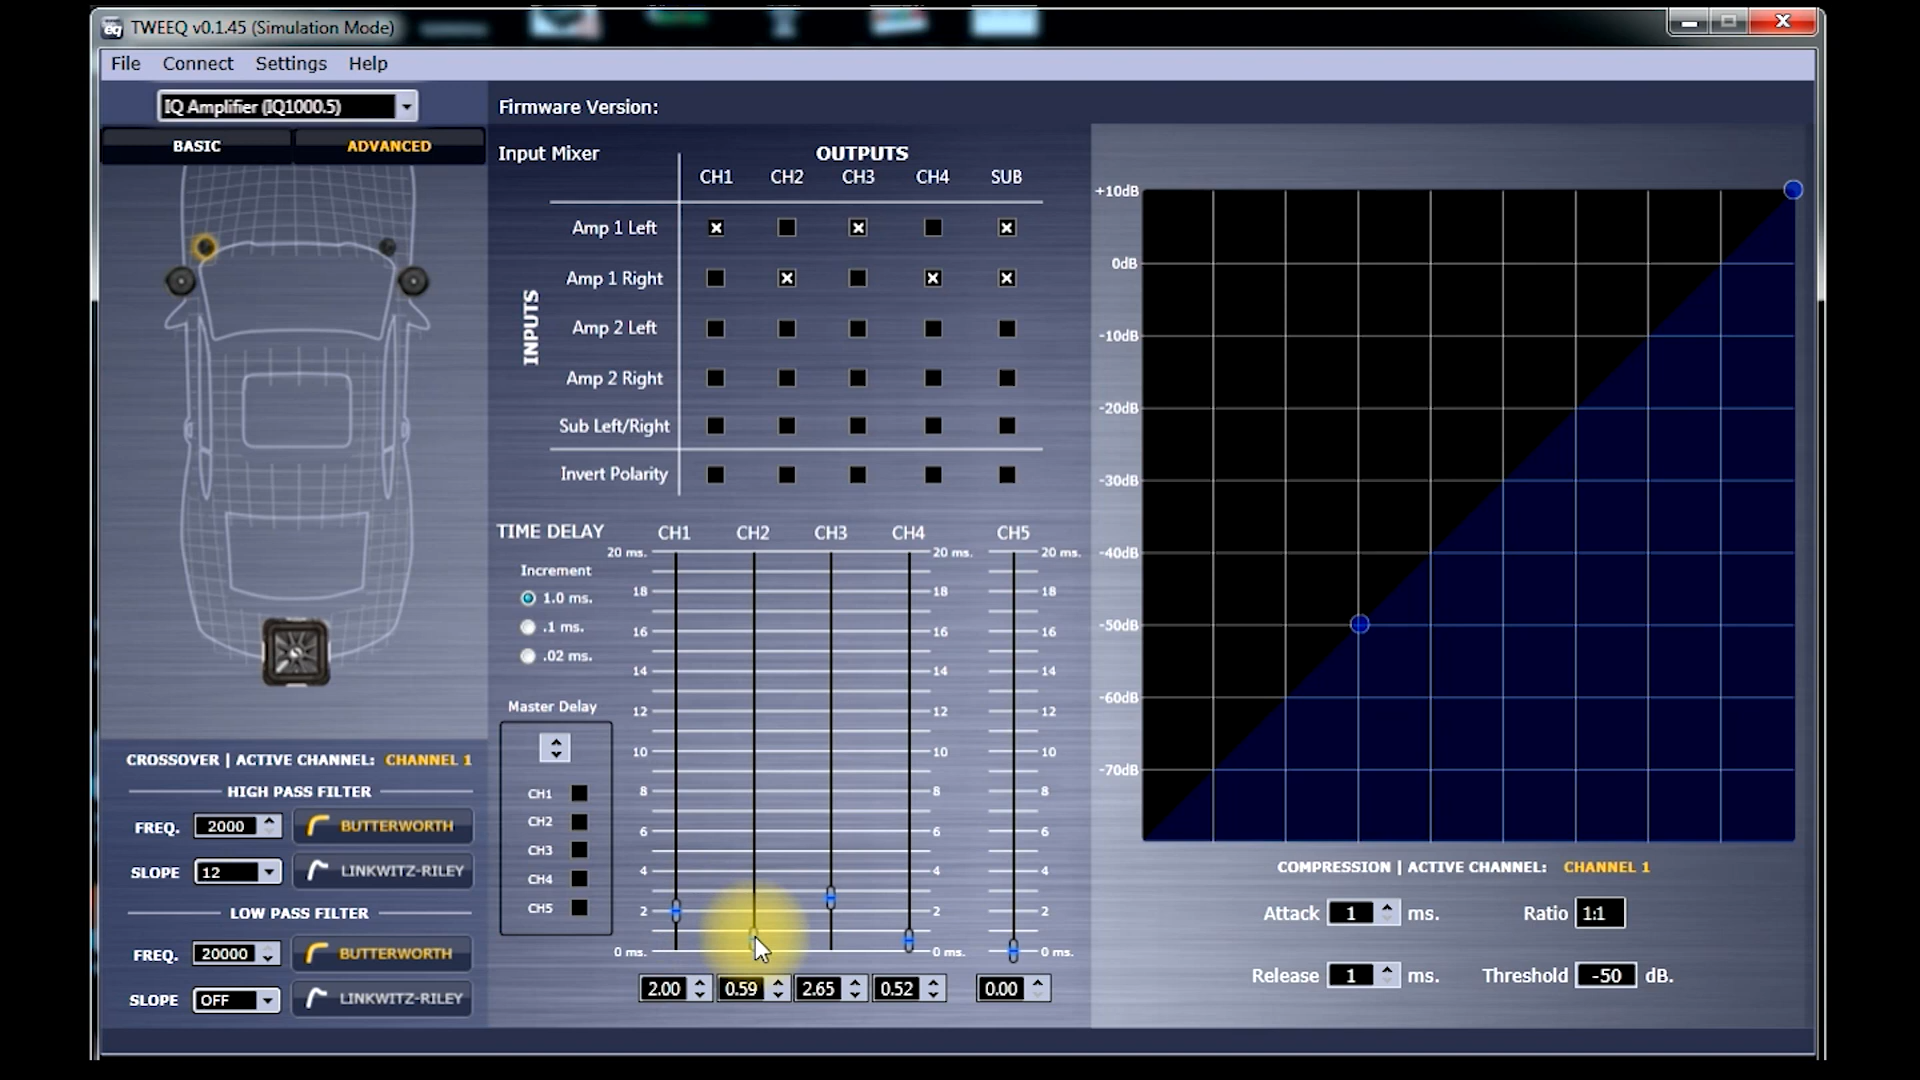 eq TWEEQ v0.1.45 (Simulation Mode)
File Connect Settings Help
IQ Amplifier (IQ1000.5)
Firmware Version:
BASIC ADVANCED
Input Mixer
OUTPUTS
CH1 CH2 CH3 CH4 SUB
INPUTS
Amp 1 Left
Amp 1 Right
Amp 2 Left
Amp 2 Right
Sub Left/Right
Invert Polarity
TIME DELAY CH1 CH2 CH3 CH4 CH5
20 ms. 20 ms. 20 ms.
Increment
1.0 ms.
.1 ms.
.02 ms.
18 18 18
16 16 16
14 14 14
12 12 12
10 10 10
8 8 8
6 6 6
4 4 4
2 2 2
0 ms. 0 ms. 0 ms.
Master Delay
CH1
CH2
CH3
CH4
CH5
2.00 0.59 2.65 0.52 0.00
CROSSOVER | ACTIVE CHANNEL: CHANNEL 1
HIGH PASS FILTER
FREQ. 2000 BUTTERWORTH
SLOPE 12 LINKWITZ-RILEY
LOW PASS FILTER
FREQ. 20000 BUTTERWORTH
SLOPE OFF LINKWITZ-RILEY
+10dB
0dB
-10dB
-20dB
-30dB
-40dB
-50dB
-60dB
-70dB
COMPRESSION | ACTIVE CHANNEL: CHANNEL 1
Attack 1 ms. Ratio 1:1
Release 1 ms. Threshold -50 dB.